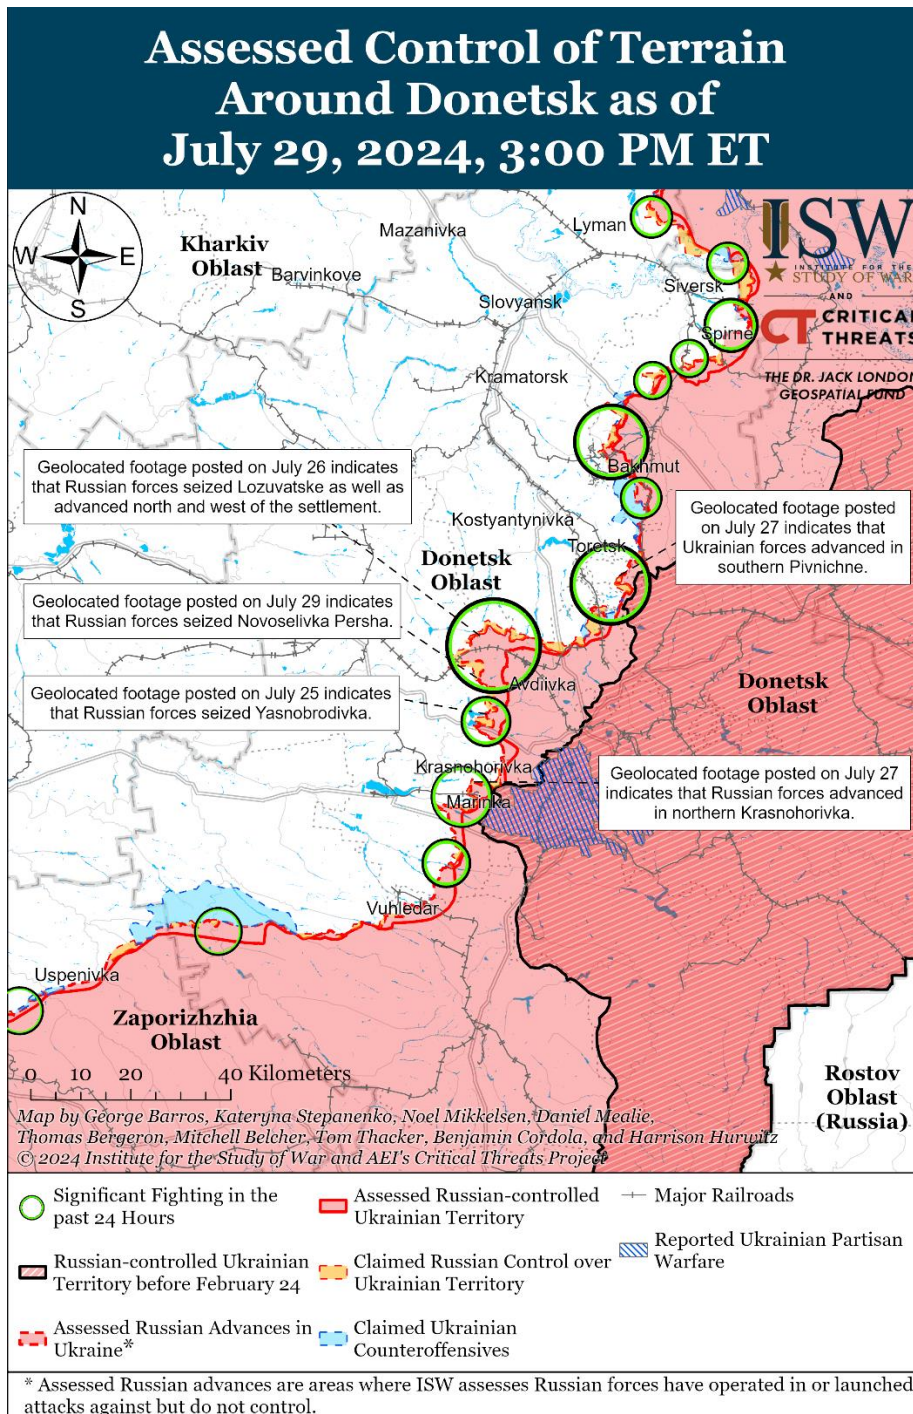 Assessed Control of Terrain
Around Donetsk as of
July 29, 2024, 3:00 PM ET
N
W
E
S
Kharkiv
Oblast
Mazanivka
Barvinkove
Lyman
Slovyansk
Siversk
Spirne
Kramatorsk
ISW
INSTITUTE FOR THE
STUDY OF WAR
AND
CT CRITICAL
THREATS
THE DR. JACK LONDON
GEOSPATIAL FUND
Geolocated footage posted on July 26 indicates
that Russian forces seized Lozuvatske as well as
advanced north and west of the settlement.
Bakhmut
Kostyantynivka
Toretsk
Geolocated footage posted
on July 27 indicates that
Ukrainian forces advanced in
southern Pivnichne.
Donetsk
Oblast
Geolocated footage posted on July 29 indicates
that Russian forces seized Novoselivka Persha.
Avdiivka
Geolocated footage posted on July 25 indicates
that Russian forces seized Yasnobrodivka.
Donetsk
Oblast
Krasnohorivka
Marinka
Geolocated footage posted on July 27
indicates that Russian forces advanced
in northern Krasnohorivka.
Vuhledar
Uspenivka
Zaporizhzhia
Oblast
Rostov
Oblast
(Russia)
0 10 20 40 Kilometers
Map by George Barros, Kateryna Stepanenko, Noel Mikkelsen, Daniel Mealie,
Thomas Bergeron, Mitchell Belcher, Tom Thacker, Benjamin Cordola, and Harrison Hurwitz
© 2024 Institute for the Study of War and AEI's Critical Threats Project
Significant Fighting in the
past 24 Hours
Russian-controlled Ukrainian
Territory before February 24
Assessed Russian Advances in
Ukraine*
Assessed Russian-controlled
Ukrainian Territory
Claimed Russian Control over
Ukrainian Territory
Claimed Ukrainian
Counteroffensives
Major Railroads
Reported Ukrainian Partisan
Warfare
* Assessed Russian advances are areas where ISW assesses Russian forces have operated in or launched
attacks against but do not control.